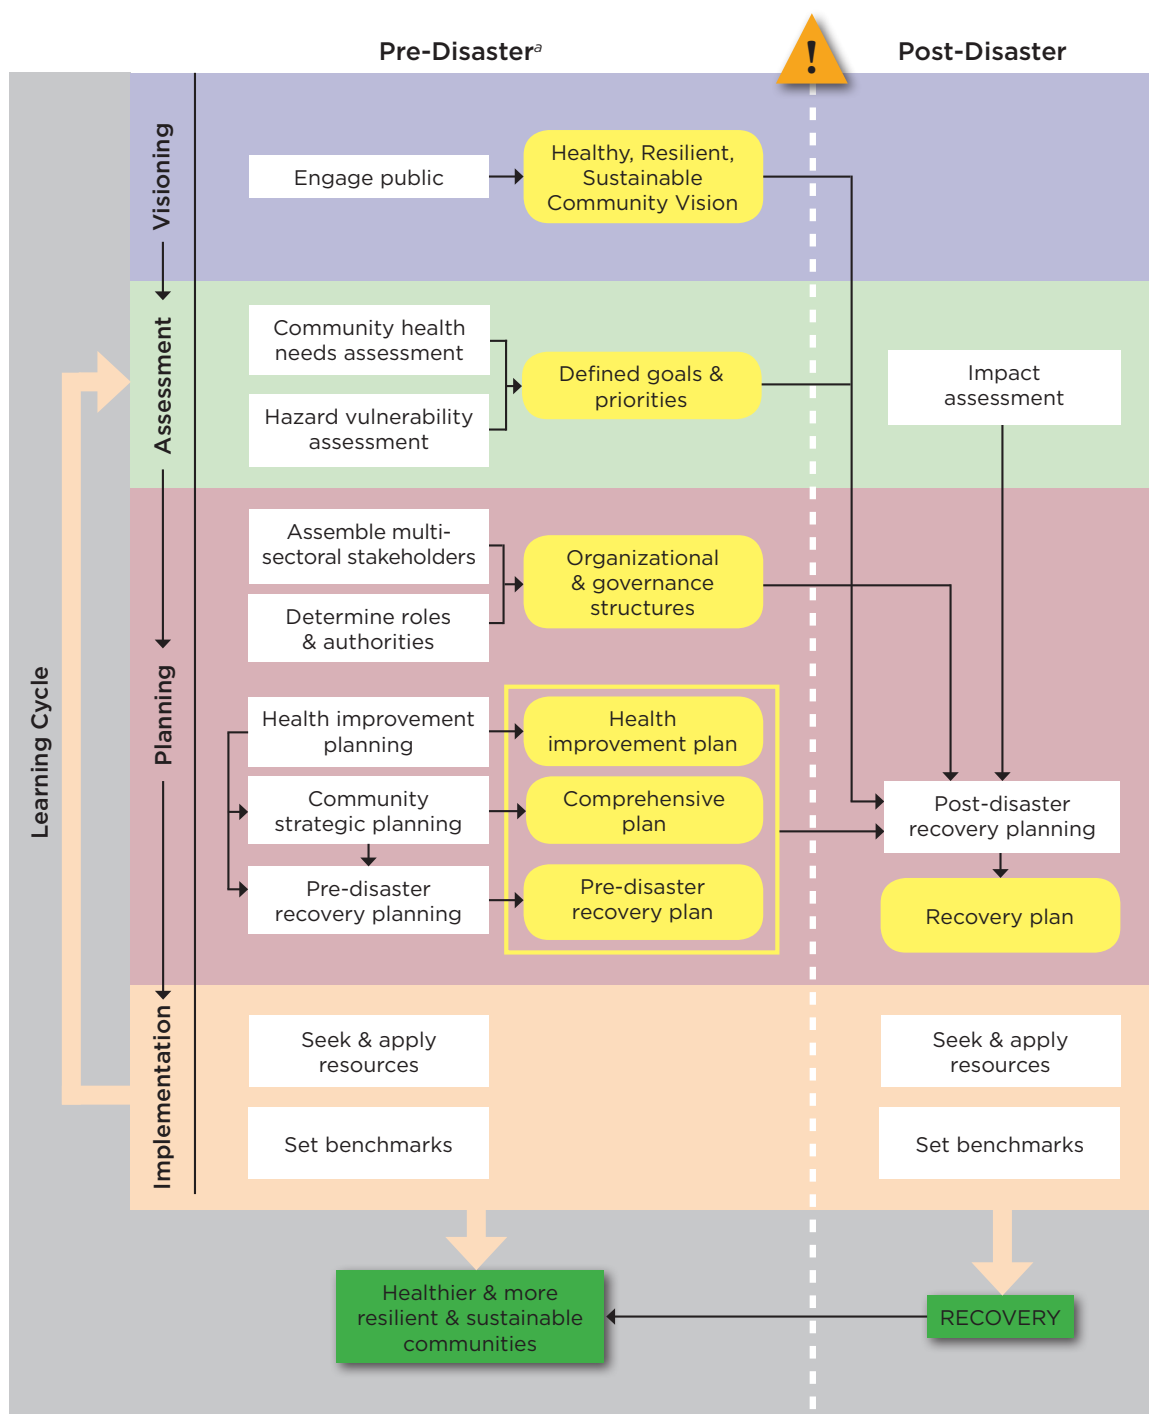 Pre-Disasterᵃ
!
Post-Disaster
Learning Cycle
Visioning
Engage public
Healthy, Resilient,
Sustainable
Community Vision
Assessment
Community health
needs assessment
Hazard vulnerability
assessment
Defined goals &
priorities
Impact
assessment
Planning
Assemble multi-
sectoral stakeholders
Determine roles
& authorities
Organizational
& governance
structures
Health improvement
planning
Health
improvement plan
Community
strategic planning
Comprehensive
plan
Pre-disaster
recovery planning
Pre-disaster
recovery plan
Post-disaster
recovery planning
Recovery plan
Implementation
Seek & apply
resources
Set benchmarks
Seek & apply
resources
Set benchmarks
Healthier & more
resilient & sustainable
communities
RECOVERY